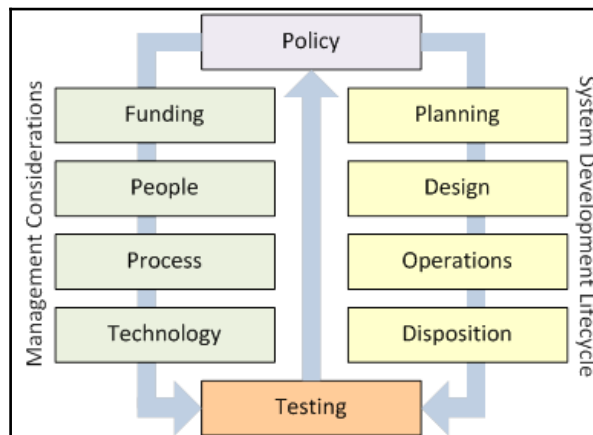 Policy
Management Considerations
Funding
People
Process
Technology
Planning
Design
Operations
Disposition
System Development Lifecycle
Testing